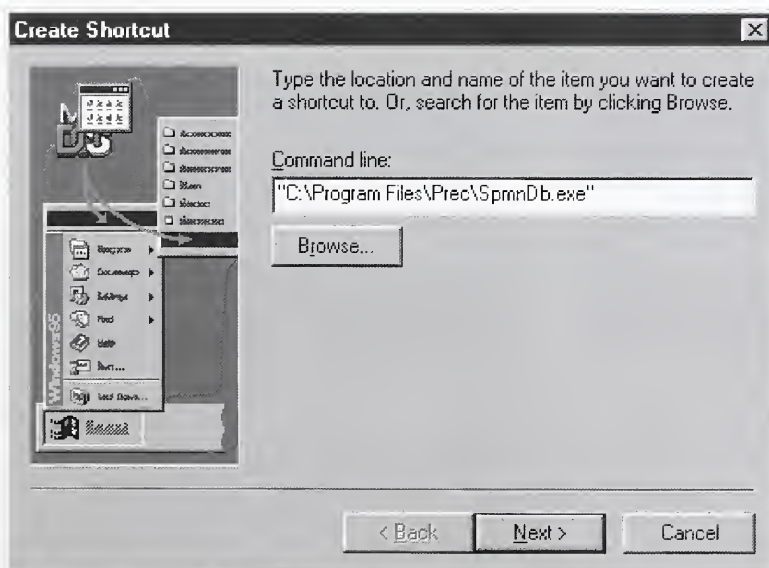 Create Shortcut
Type the location and name of the item you want to create
a shortcut to. Or, search for the item by clicking Browse.
Command line:
"C:\Program Files\Prec\SpmnDb.exe"
Browse...
Windows95
< Back
Next >
Cancel